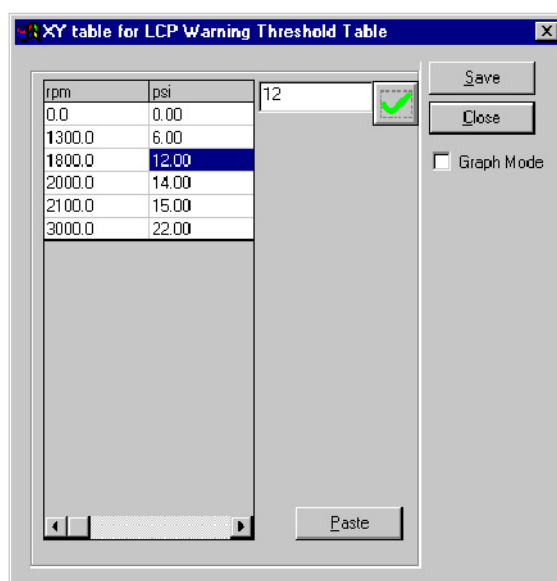 XY table for LCP Warning Threshold Table
Save
rpm psi 12
0.0 0.00
Close
1300.0 6.00
1800.0 12.00
Graph Mode
2000.0 14.00
2100.0 15.00
3000.0 22.00
Paste